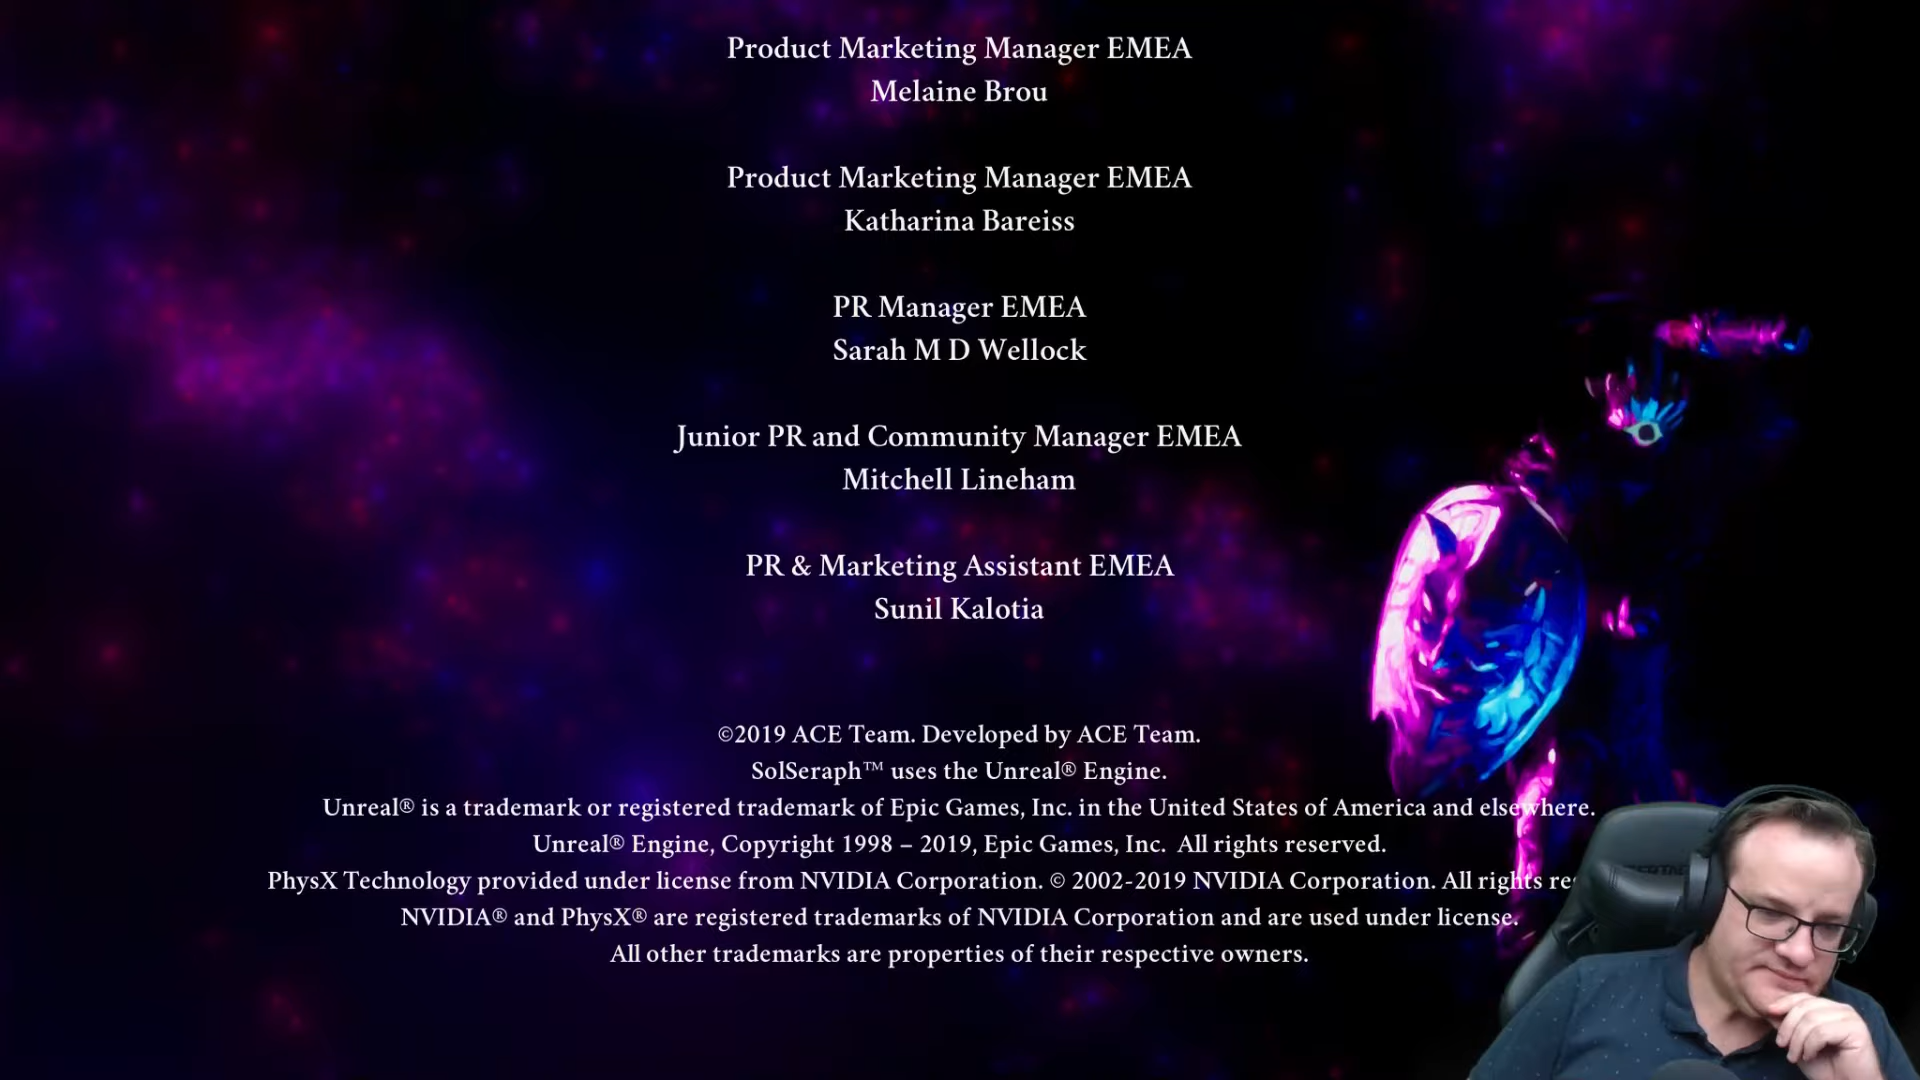 Product Marketing Manager EMEA
Melaine Brou
Product Marketing Manager EMEA
Katharina Bareiss
PR Manager EMEA
Sarah M D Wellock
Junior PR and Community Manager EMEA
Mitchell Lineham
PR & Marketing Assistant EMEA
Sunil Kalotia
©2019 ACE Team. Developed by ACE Team.
SolSeraph™ uses the Unreal® Engine.
Unreal® is a trademark or registered trademark of Epic Games, Inc. in the United States of America and elsewhere.
Unreal® Engine, Copyright 1998 – 2019, Epic Games, Inc. All rights reserved.
PhysX Technology provided under license from NVIDIA Corporation. © 2002-2019 NVIDIA Corporation. All rights
NVIDIA® and PhysX® are registered trademarks of NVIDIA Corporation and are used under license.
All other trademarks are properties of their respective owners.